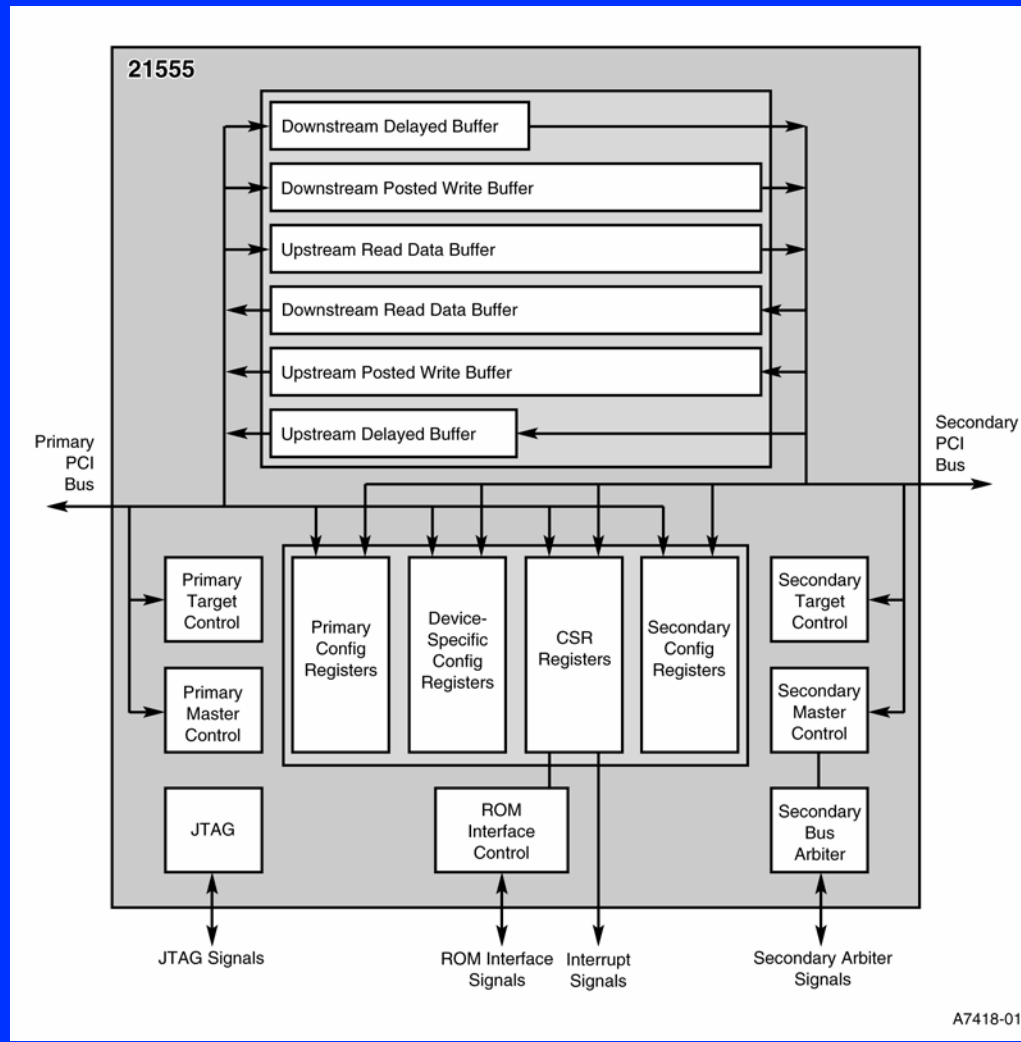 21555
Downstream Delayed Buffer
Downstream Posted Write Buffer
Upstream Read Data Buffer
Downstream Read Data Buffer
Upstream Posted Write Buffer
Upstream Delayed Buffer
Primary
PCI
Bus
Secondary
PCI
Bus
Primary
Target
Control
Primary
Master
Control
Primary
Config
Registers
Device-
Specific
Config
Registers
CSR
Registers
Secondary
Config
Registers
Secondary
Target
Control
Secondary
Master
Control
JTAG
ROM
Interface
Control
Secondary
Bus
Arbiter
JTAG Signals
ROM Interface
Signals
Interrupt
Signals
Secondary Arbiter
Signals
A7418-01